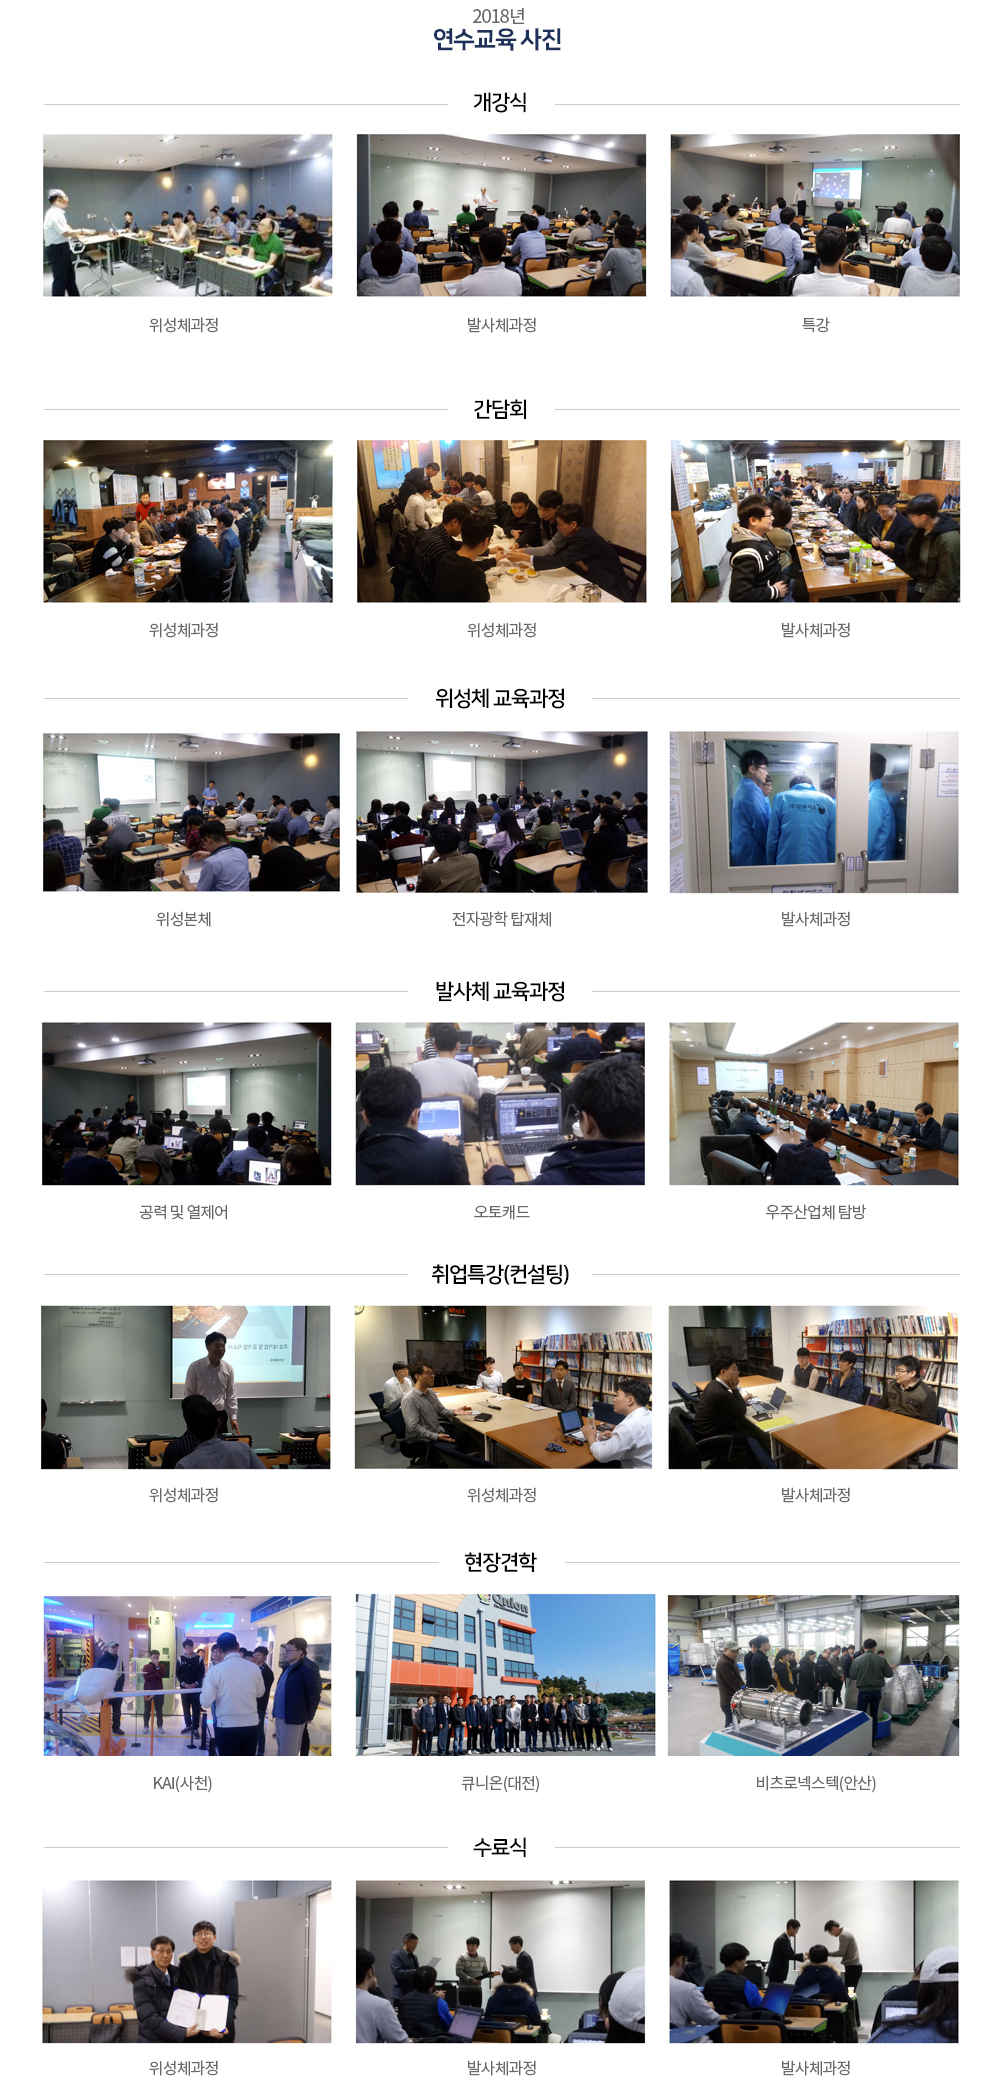 2018년
연수교육 사진
개강식
위성체과정
발사체과정
특강
간담회
위성체과정
위성체과정
발사체과정
위성체 교육과정
위성본체
전자광학 탑재체
발사체과정
발사체 교육과정
공력 및 열제어
오토캐드
우주산업체 탐방
취업특강(컨설팅)
위성체과정
위성체과정
발사체과정
현장견학
Qnion
KAI(사천)
큐니온(대전)
비츠로넥스텍(안산)
수료식
위성체과정
발사체과정
발사체과정